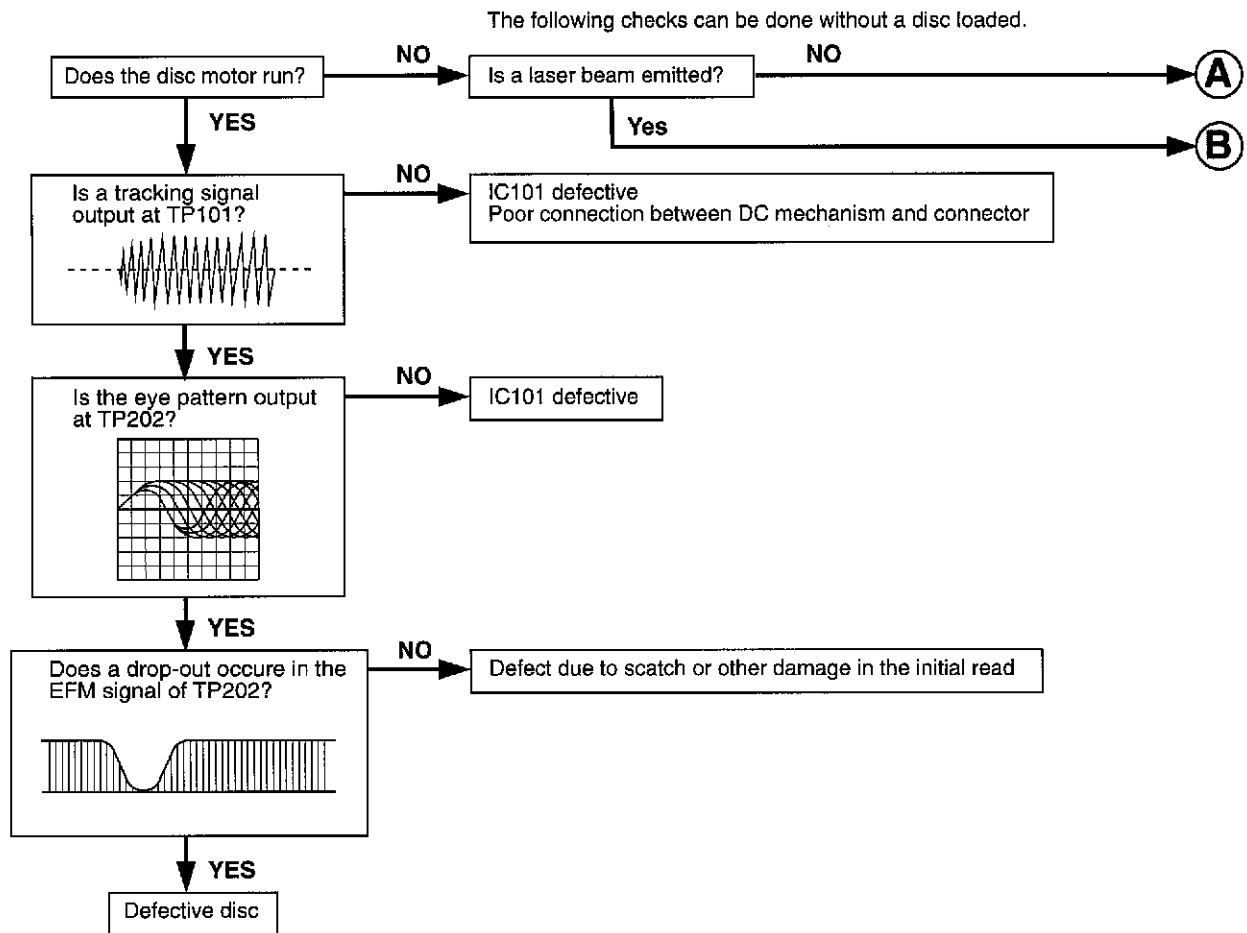 The following checks can be done without a disc loaded.
Does the disc motor run?
NO
Is a laser beam emitted?
NO
A
YES
Yes
B
Is a tracking signal
output at TP101?
NO
IC101 defective
Poor connection between DC mechanism and connector
YES
Is the eye pattern output
at TP202?
NO
IC101 defective
YES
Does a drop-out occure in the
EFM signal of TP202?
NO
Defect due to scatch or other damage in the initial read
YES
Defective disc